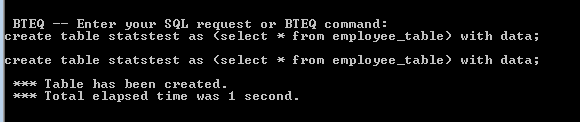 BTEQ -- Enter your SQL request or BTEQ command:
create table statstest as (select * from employee_table) with data;
create table statstest as (select * from employee_table) with data;
*** Table has been created.
*** Total elapsed time was 1 second.